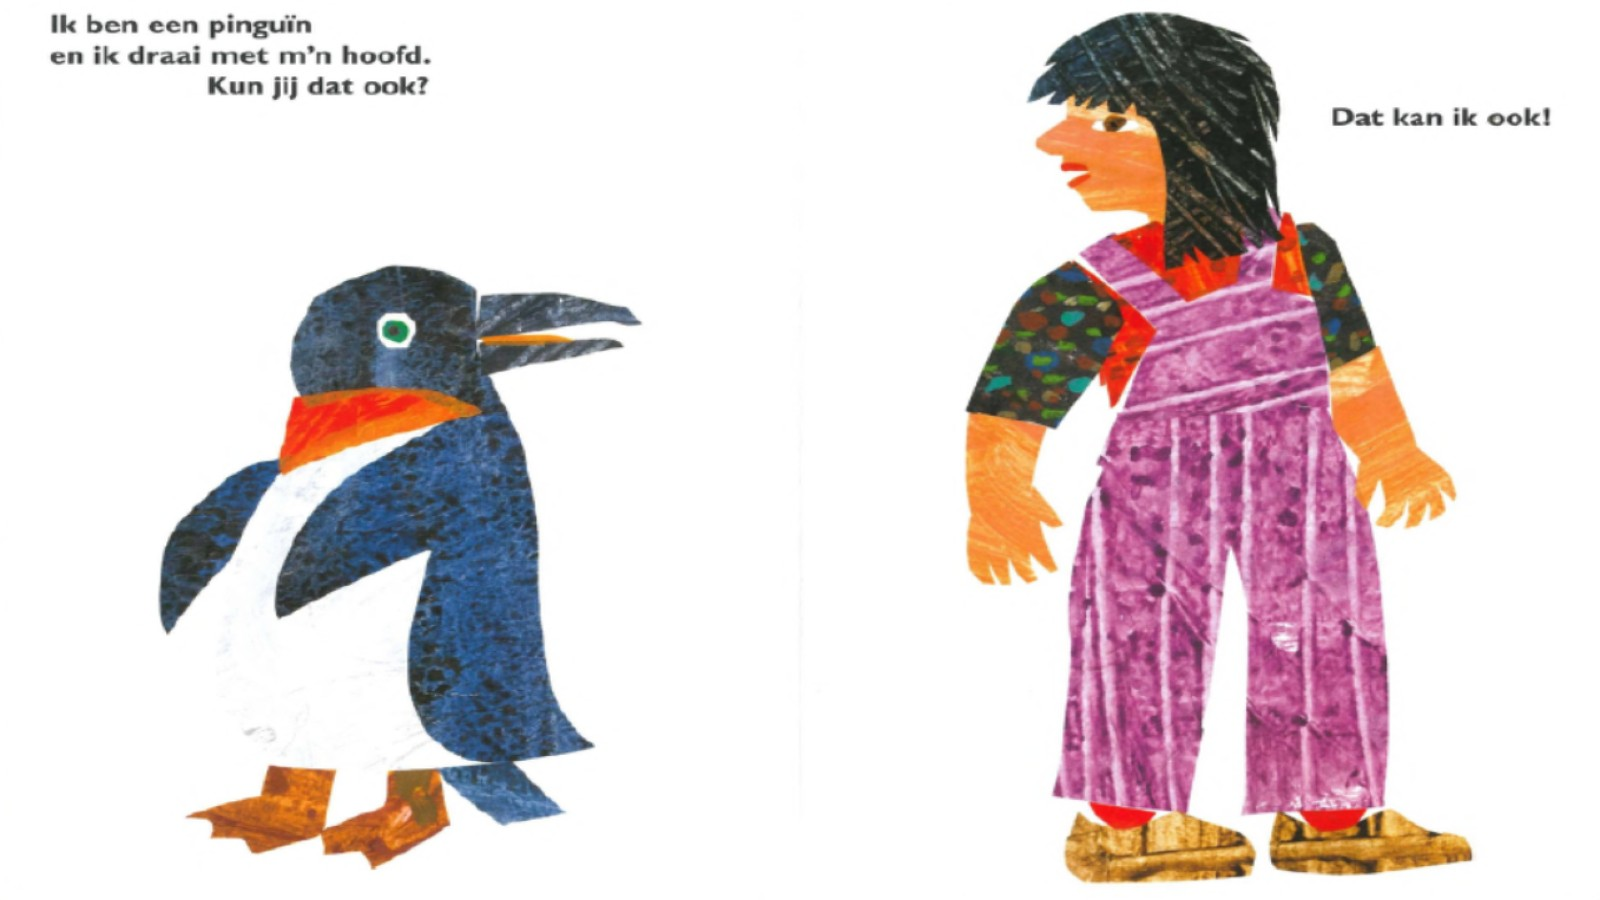 Ik ben een pinguïn
en ik draai met m'n hoofd.
Kun jij dat ook?
Dat kan ik ook!